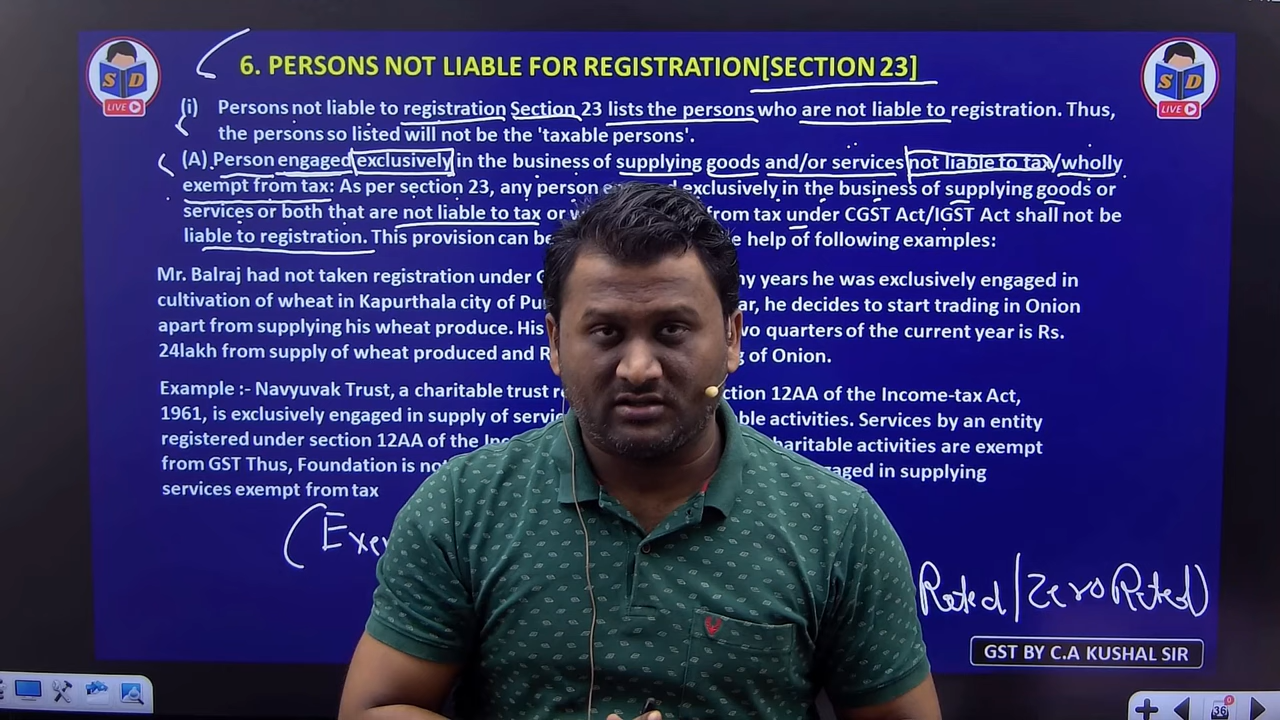 S D
LIVE
6. PERSONS NOT LIABLE FOR REGISTRATION[SECTION 23]
S D
LIVE
(i) Persons not liable to registration Section 23 lists the persons who are not liable to registration. Thus,
the persons so listed will not be the 'taxable persons'.
(A) Person engaged exclusively in the business of supplying goods and/or services not liable to tax/wholly
exempt from tax: As per section 23, any person exclusively in the business of supplying goods or
services or both that are not liable to tax or from tax under CGST Act/IGST Act shall not be
liable to registration. This provision can be help of following examples:
Mr. Balraj had not taken registration under years he was exclusively engaged in
cultivation of wheat in Kapurthala city of he decides to start trading in Onion
apart from supplying his wheat produce. His quarters of the current year is Rs.
24lakh from supply of wheat produced and of Onion.
Example :- Navyuvak Trust, a charitable trust 12AA of the Income-tax Act,
1961, is exclusively engaged in supply of activities. Services by an entity
registered under section 12AA of the charitable activities are exempt
from GST Thus, Foundation is in supplying
services exempt from tax
Rated / Zero Rated)
GST BY C.A KUSHAL SIR
36